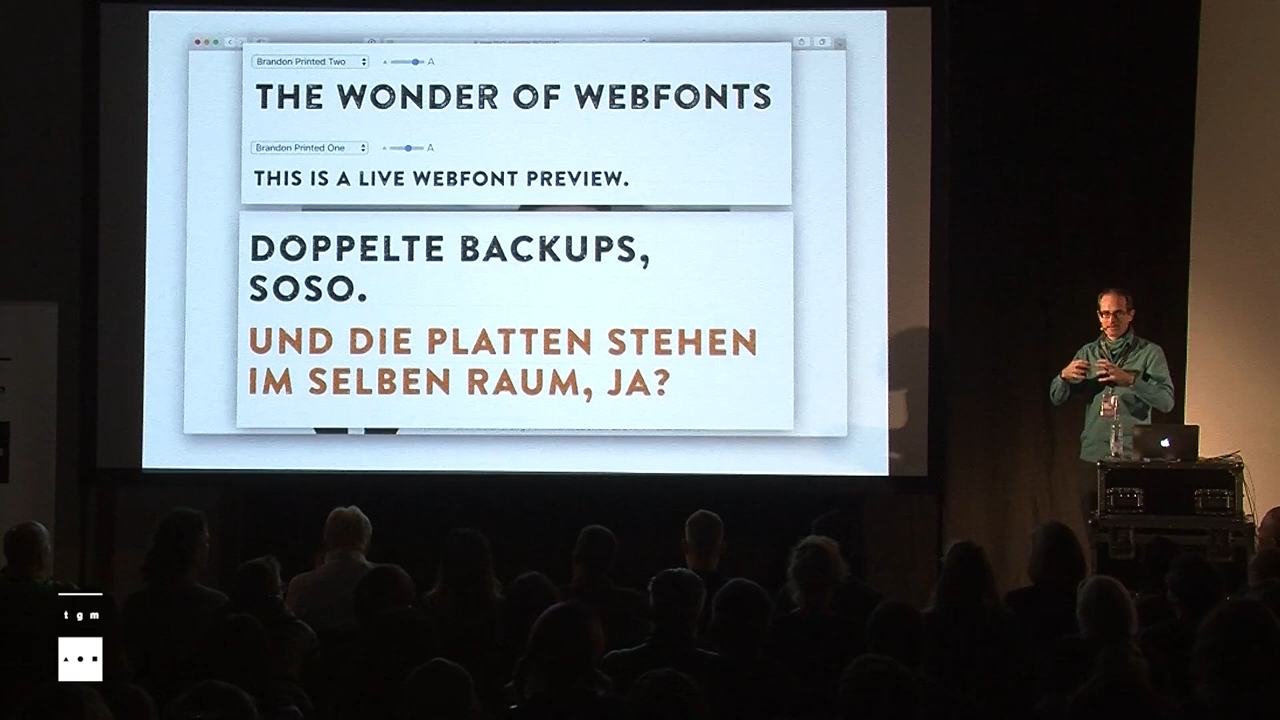 Brandon Printed Two
A
A
THE WONDER OF WEBFONTS
Brandon Printed One
A
A
THIS IS A LIVE WEBFONT PREVIEW.
DOPPELTE BACKUPS,
SOSO.
UND DIE PLATTEN STEHEN
IM SELBEN RAUM, JA?
tgm